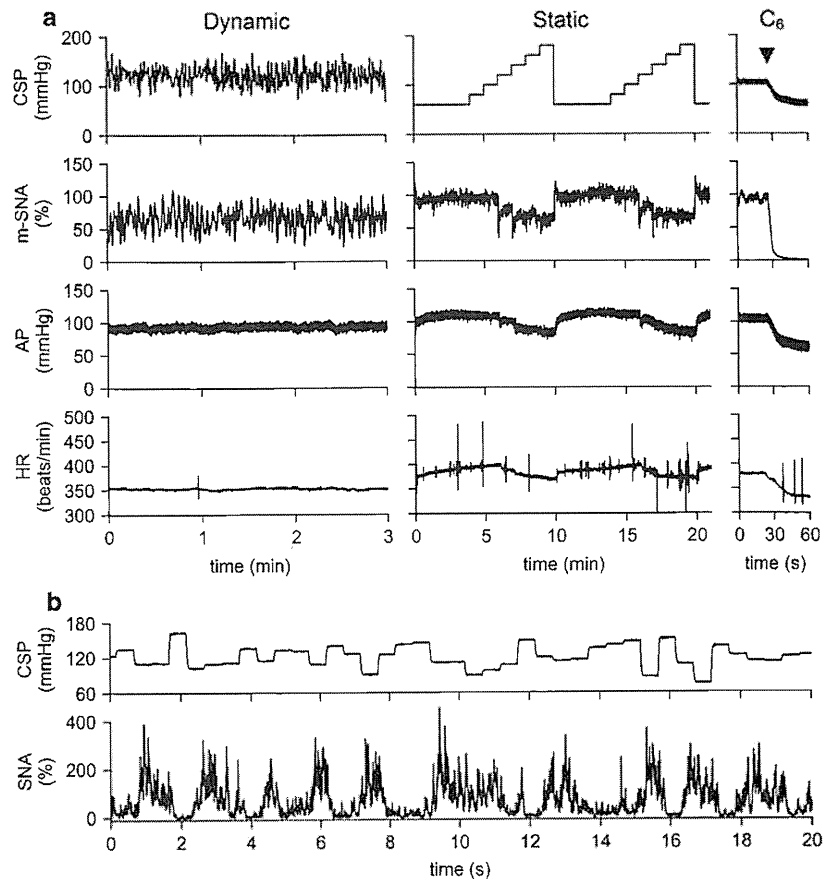 a
Dynamic Static C6
CSP (mmHg)
200
100
0
m-SNA (%)
150
100
50
0
AP (mmHg)
150
100
50
0
HR (beats/min)
500
450
400
350
300
0 1 2 3
time (min)
0 5 10 15 20
time (min)
0 30 60
time (s)
b
CSP (mmHg)
180
120
60
SNA (%)
400
200
0
0 2 4 6 8 10 12 14 16 18 20
time (s)